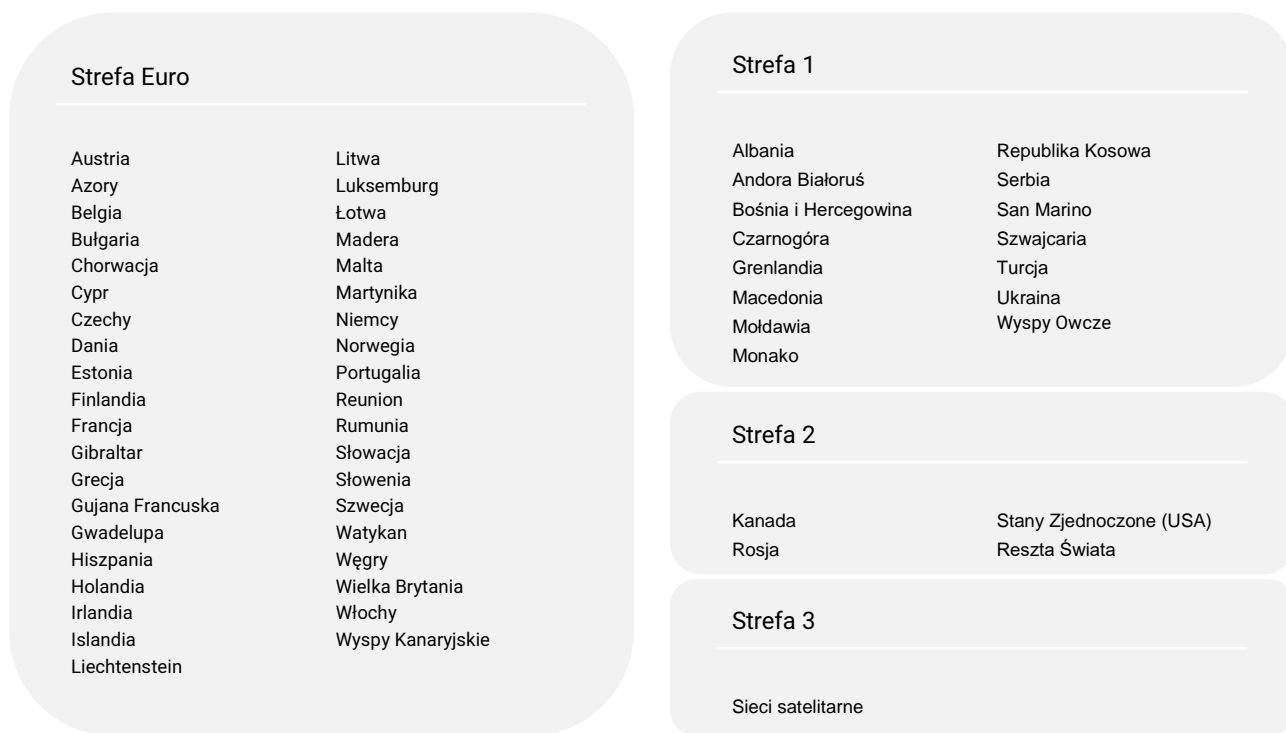 Strefa Euro
Austria
Azory
Belgia
Bułgaria
Chorwacja
Cypr
Czechy
Dania
Estonia
Finlandia
Francja
Gibraltar
Grecja
Gujana Francuska
Gwadelupa
Hiszpania
Holandia
Irlandia
Islandia
Liechtenstein
Litwa
Luksemburg
Łotwa
Madera
Malta
Martynika
Niemcy
Norwegia
Portugalia
Reunion
Rumunia
Słowacja
Słowenia
Szwecja
Watykan
Węgry
Wielka Brytania
Włochy
Wyspy Kanaryjskie
Strefa 1
Albania
Andora Białoruś
Bośnia i Hercegowina
Czarnogóra
Grenlandia
Macedonia
Mołdawia
Monako
Republika Kosowa
Serbia
San Marino
Szwajcaria
Turcja
Ukraina
Wyspy Owcze
Strefa 2
Kanada
Rosja
Stany Zjednoczone (USA)
Reszta Świata
Strefa 3
Sieci satelitarne